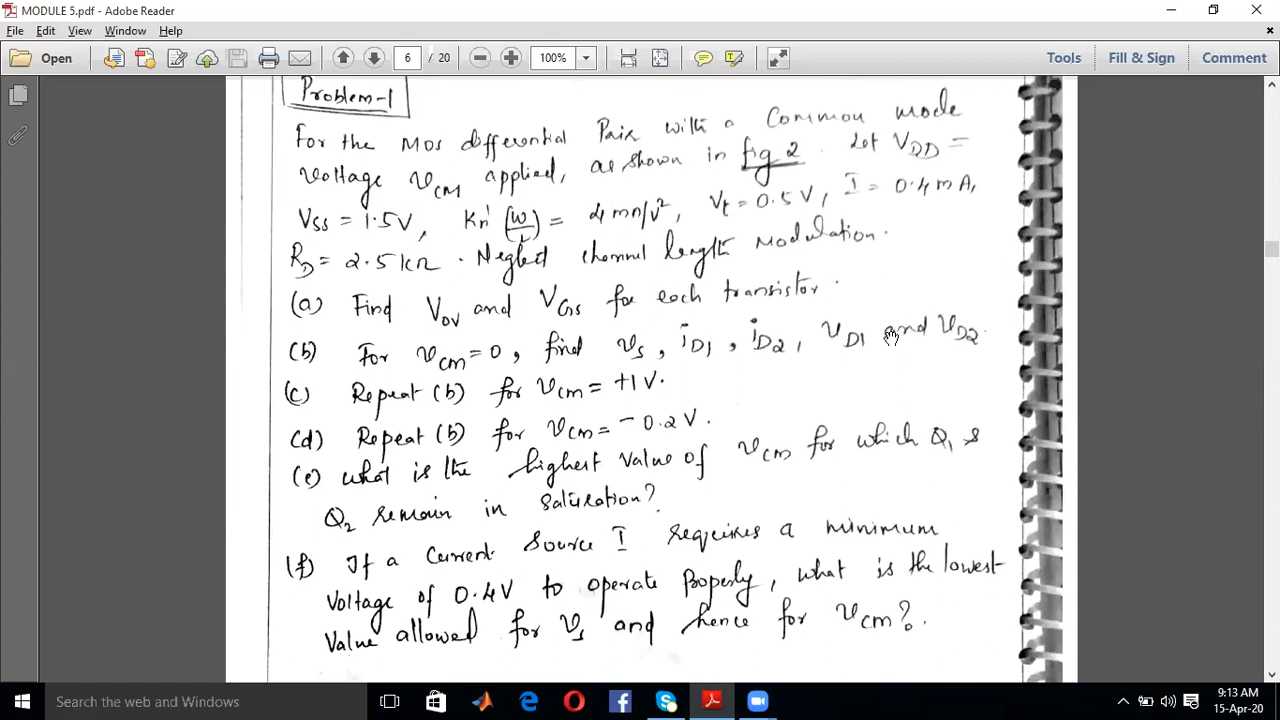 MODULE 5.pdf - Adobe Reader
File Edit View Window Help
Open 6 / 20 100% Tools Fill & Sign Comment
Problem-1
For the MOS differential Pair with a Common mode
Voltage VCM applied, as shown in fig 2. Let VDD =
VSS = 1.5V, Kn' (W/L) = 4 mA/V², Vt = 0.5V, I = 0.4mA,
RD = 2.5KΩ. Neglect channel length modulation.
(a) Find VOV and VGS for each transistor.
(b) For VCM = 0, find VS, iD1, iD2, VD1 and VD2.
(c) Repeat (b) for VCM = +1V.
(d) Repeat (b) for VCM = -0.2V.
(e) what is the highest value of VCM for which Q1 &
Q2 remain in saturation?
(f) If a Current Source I requires a minimum
Voltage of 0.4V to operate Properly, what is the lowest
Value allowed for VS and hence for VCM?
Search the web and Windows
9:13 AM
15-Apr-20